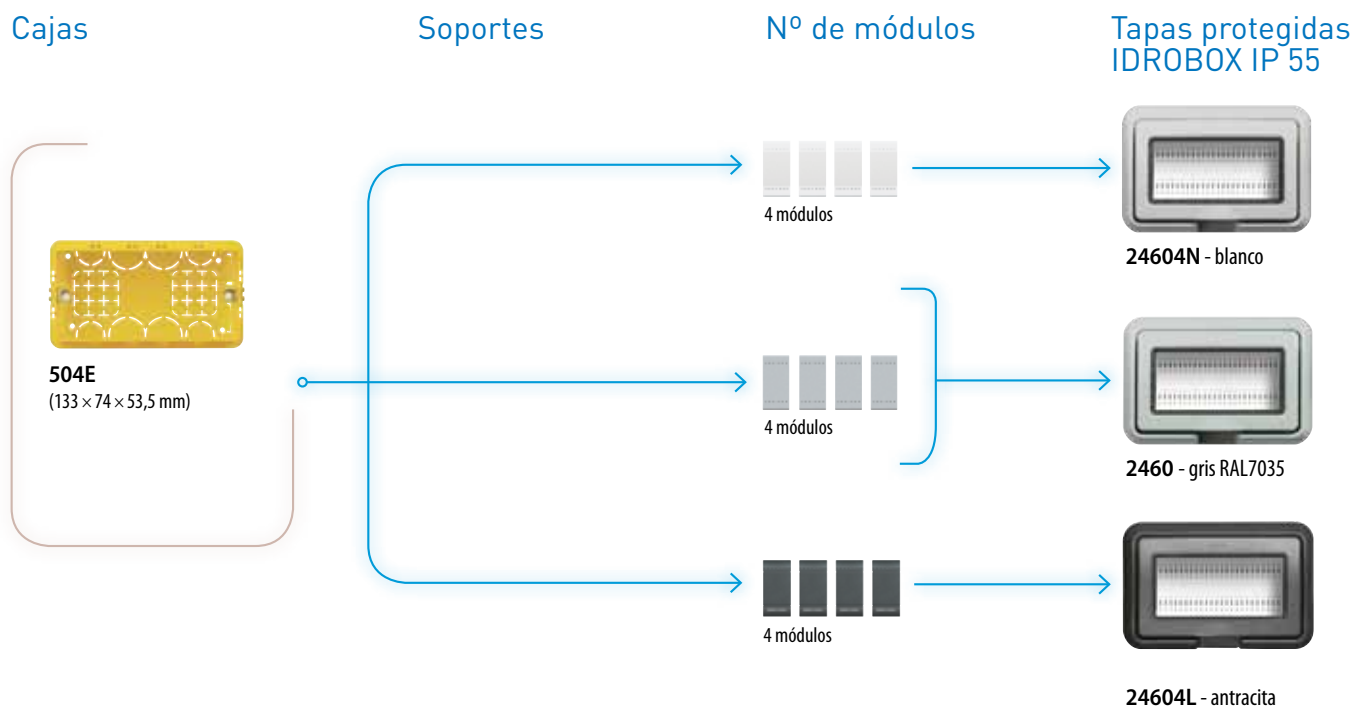 Cajas
Soportes
Nº de módulos
Tapas protegidas
IDROBOX IP 55
4 módulos
24604N - blanco
504E
(133 × 74 × 53,5 mm)
4 módulos
2460 - gris RAL7035
4 módulos
24604L - antracita